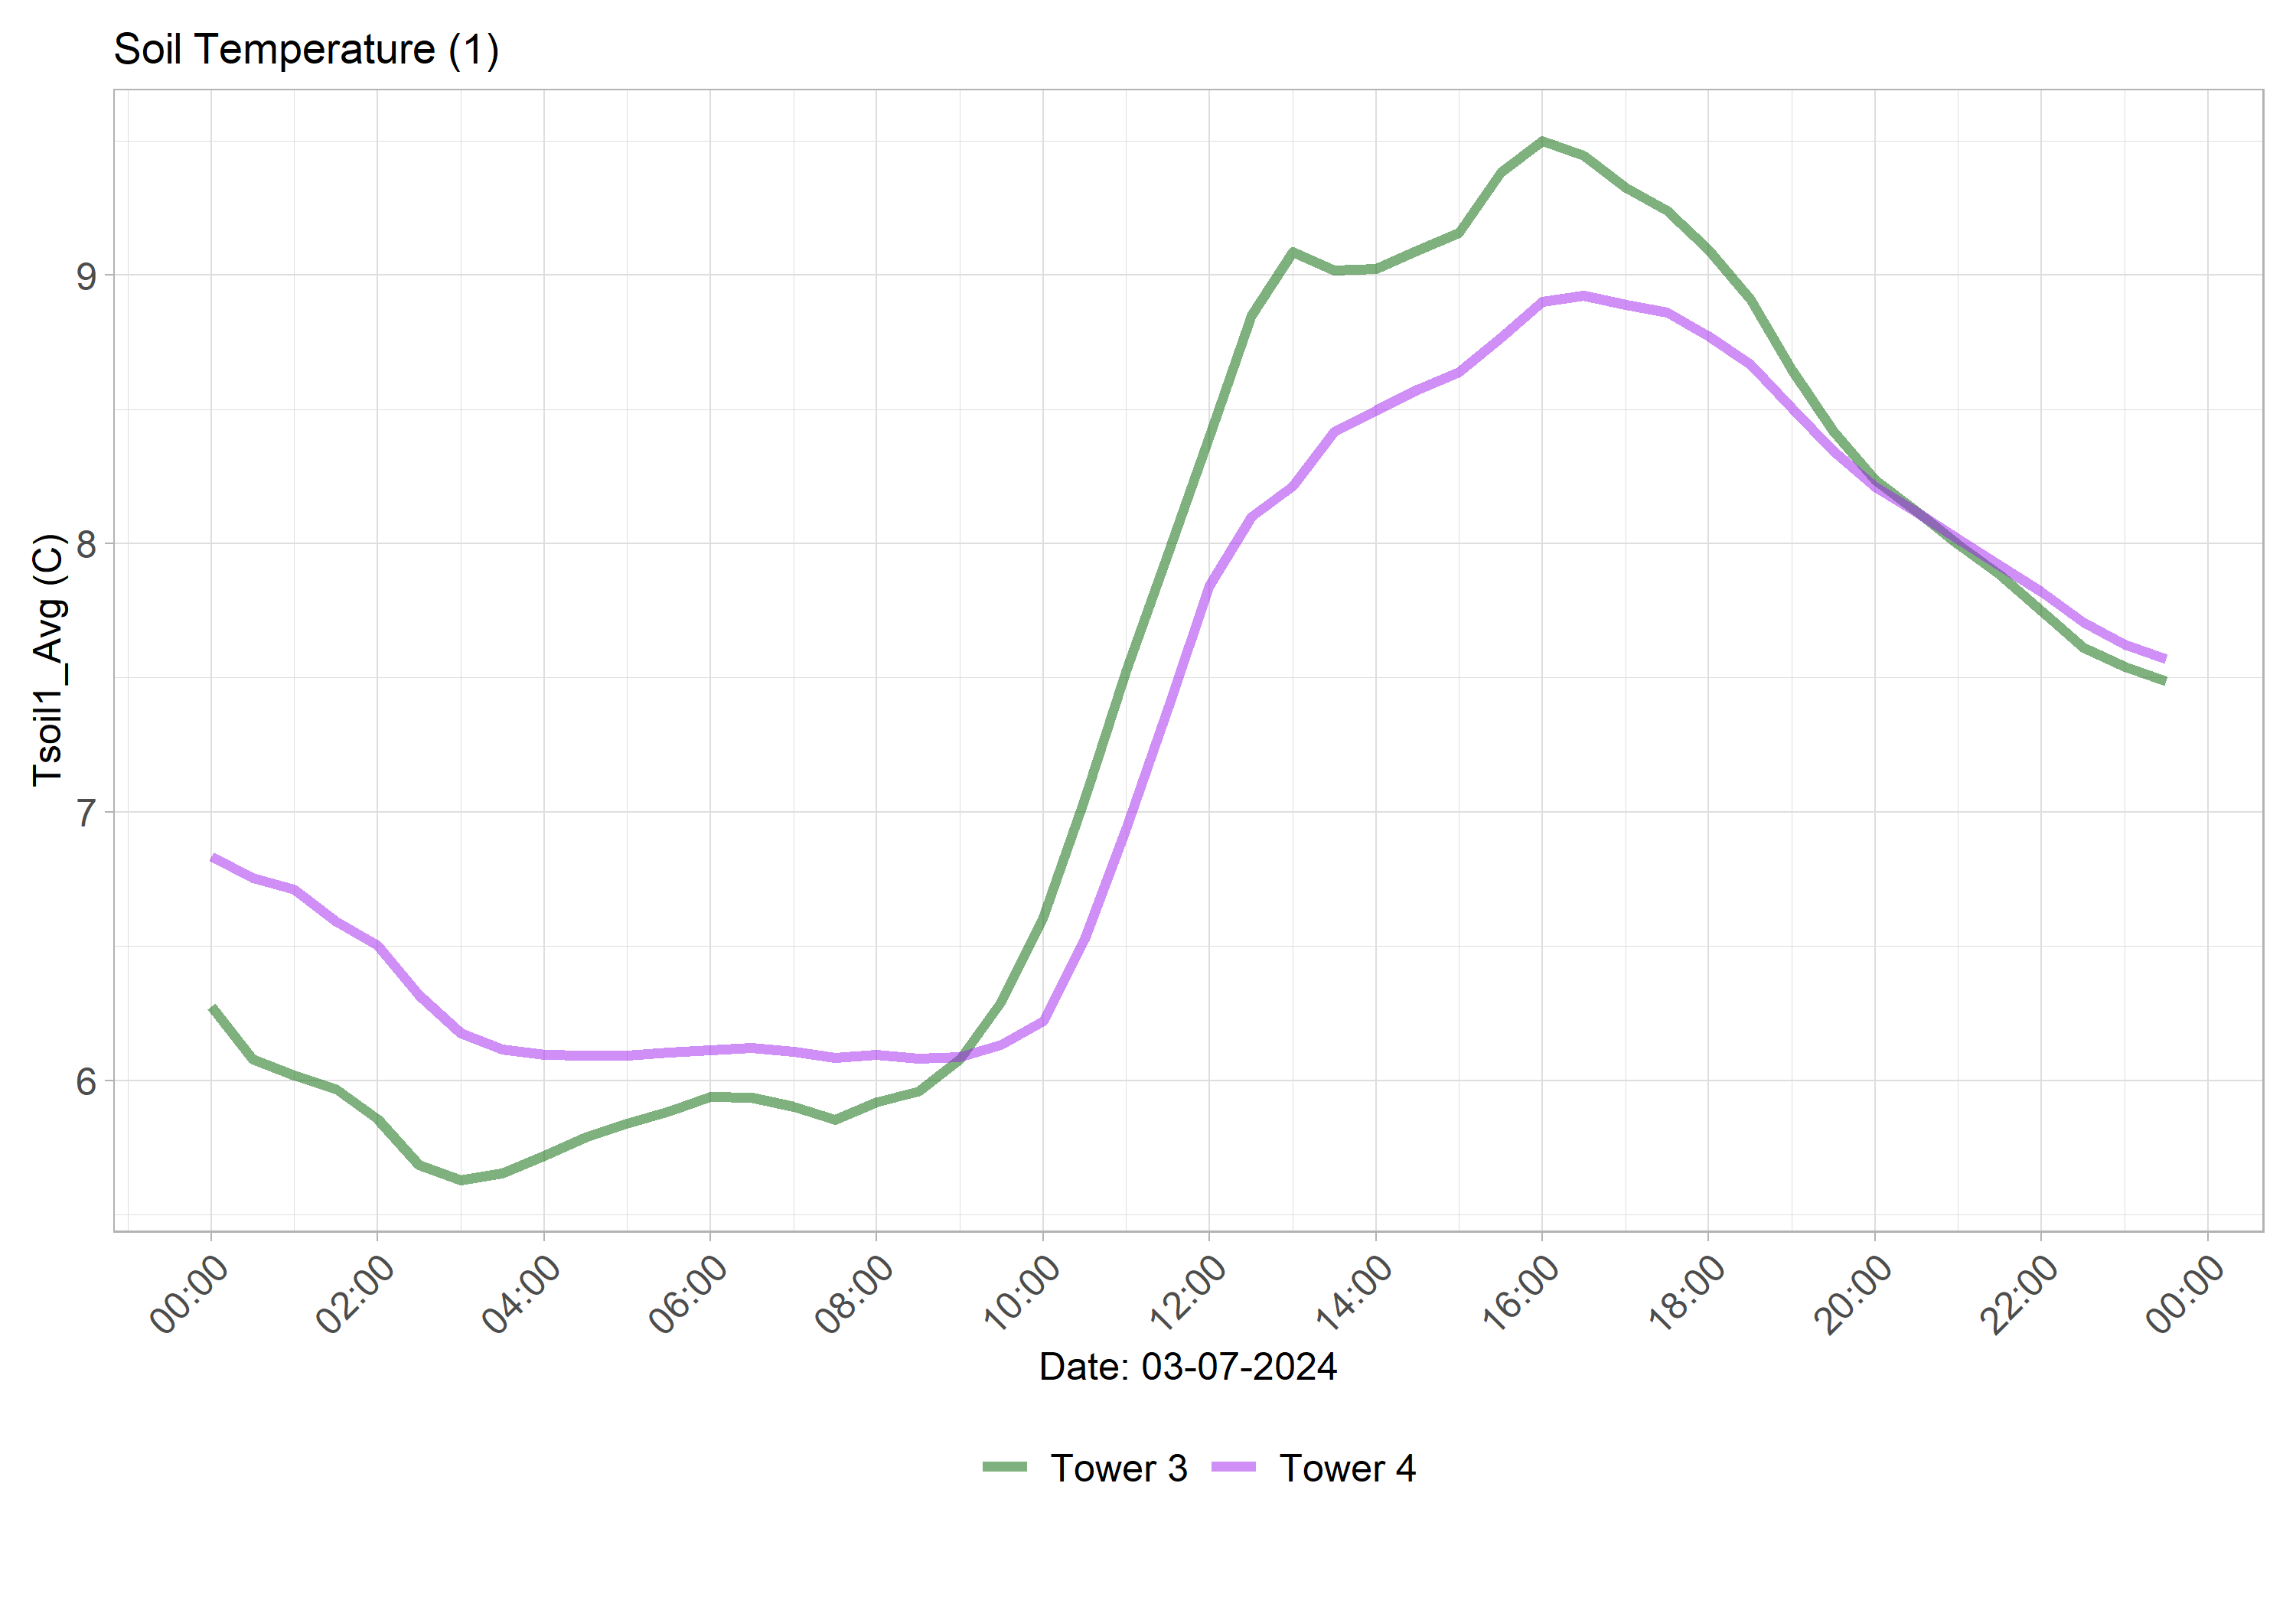 Soil Temperature (1)
Tsoil1_Avg (C)
9
8
7
6
00:00 02:00 04:00 06:00 08:00 10:00 12:00 14:00 16:00 18:00 20:00 22:00 00:00
Date: 03-07-2024
Tower 3 Tower 4